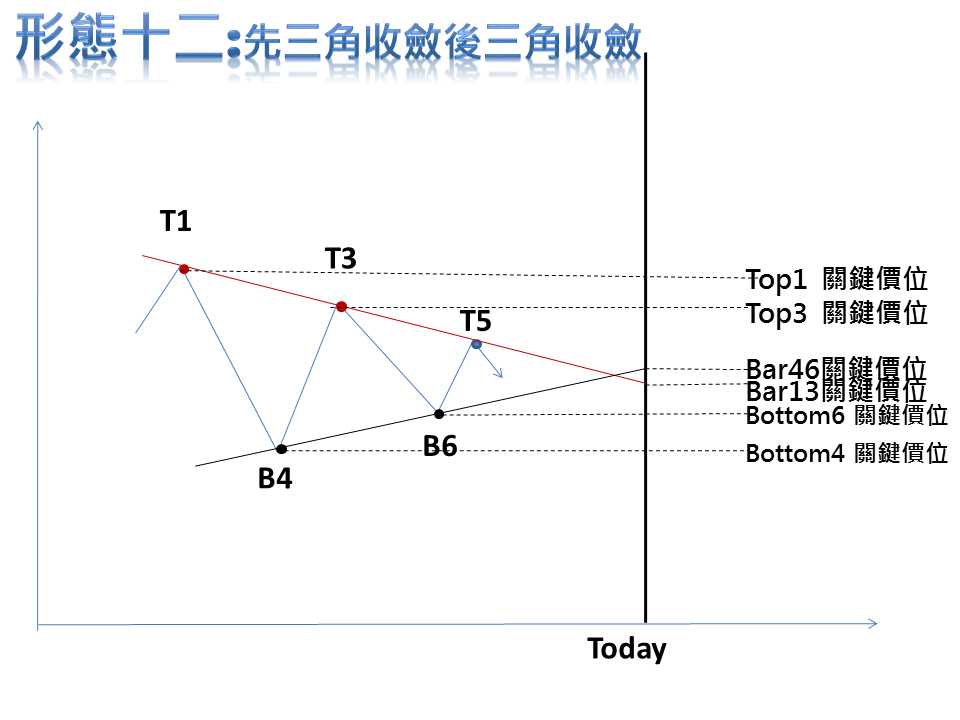 形態十二:先三角收斂後三角收斂
T1
T3
T5
Top1 關鍵價位
Top3 關鍵價位
Bar46關鍵價位
Bar13關鍵價位
Bottom6 關鍵價位
B6
Bottom4 關鍵價位
B4
Today